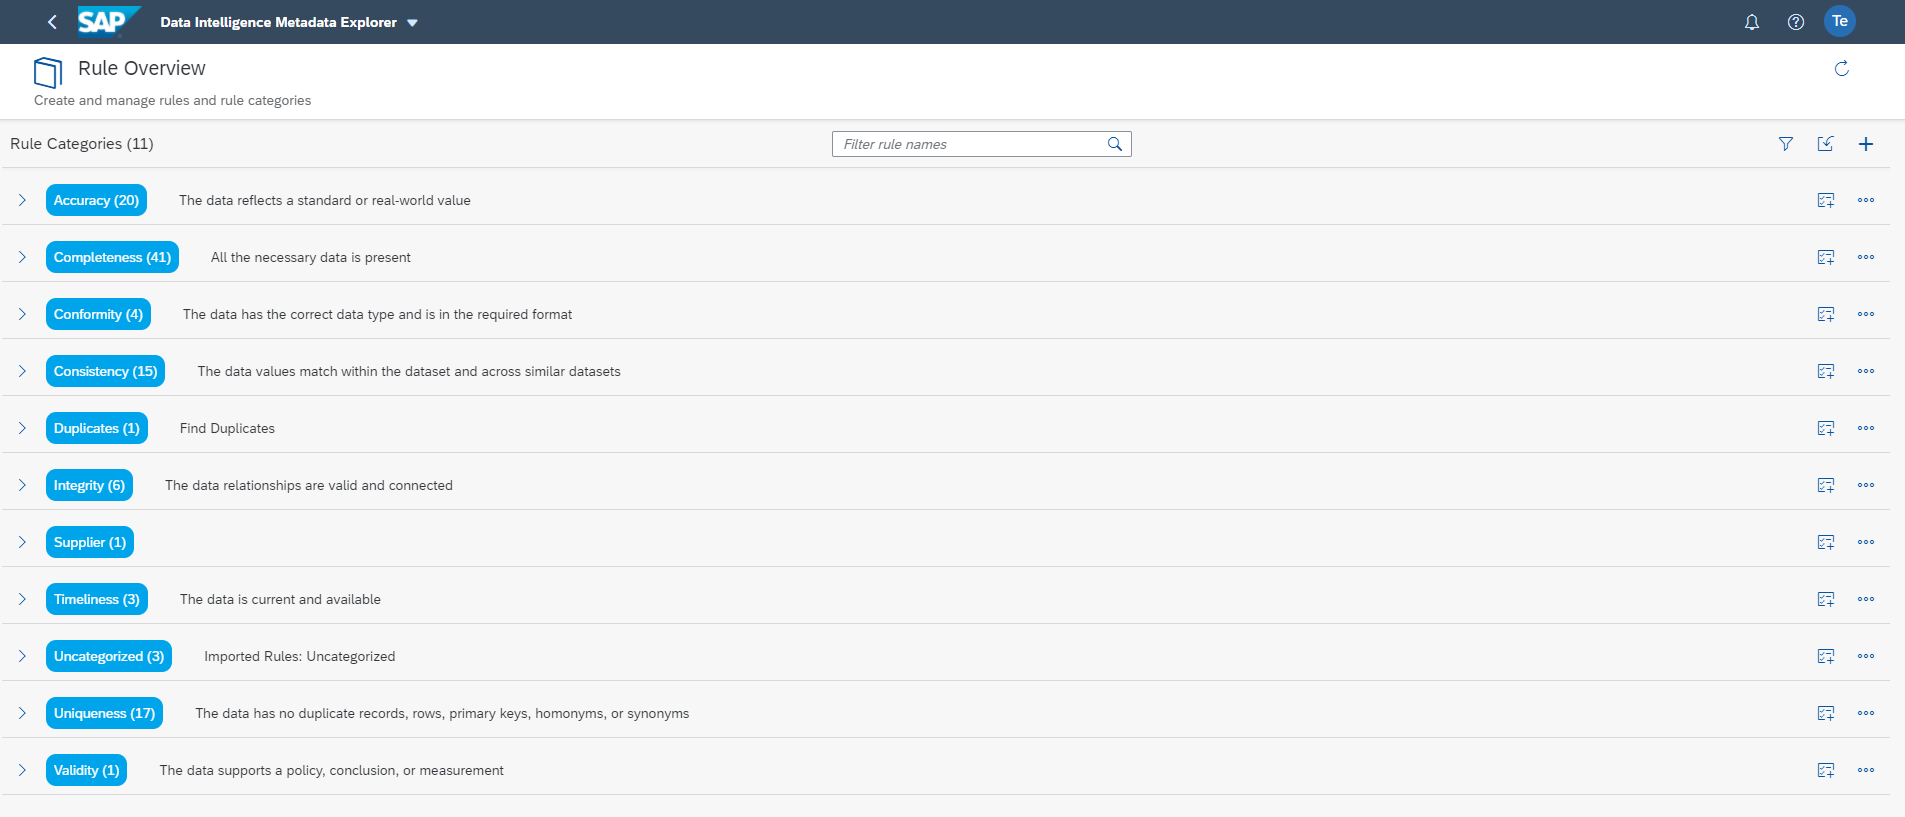 SAP Data Intelligence Metadata Explorer Te
Rule Overview
Create and manage rules and rule categories
Rule Categories (11) Filter rule names
Accuracy (20) The data reflects a standard or real-world value
Completeness (41) All the necessary data is present
Conformity (4) The data has the correct data type and is in the required format
Consistency (15) The data values match within the dataset and across similar datasets
Duplicates (1) Find Duplicates
Integrity (6) The data relationships are valid and connected
Supplier (1)
Timeliness (3) The data is current and available
Uncategorized (3) Imported Rules: Uncategorized
Uniqueness (17) The data has no duplicate records, rows, primary keys, homonyms, or synonyms
Validity (1) The data supports a policy, conclusion, or measurement